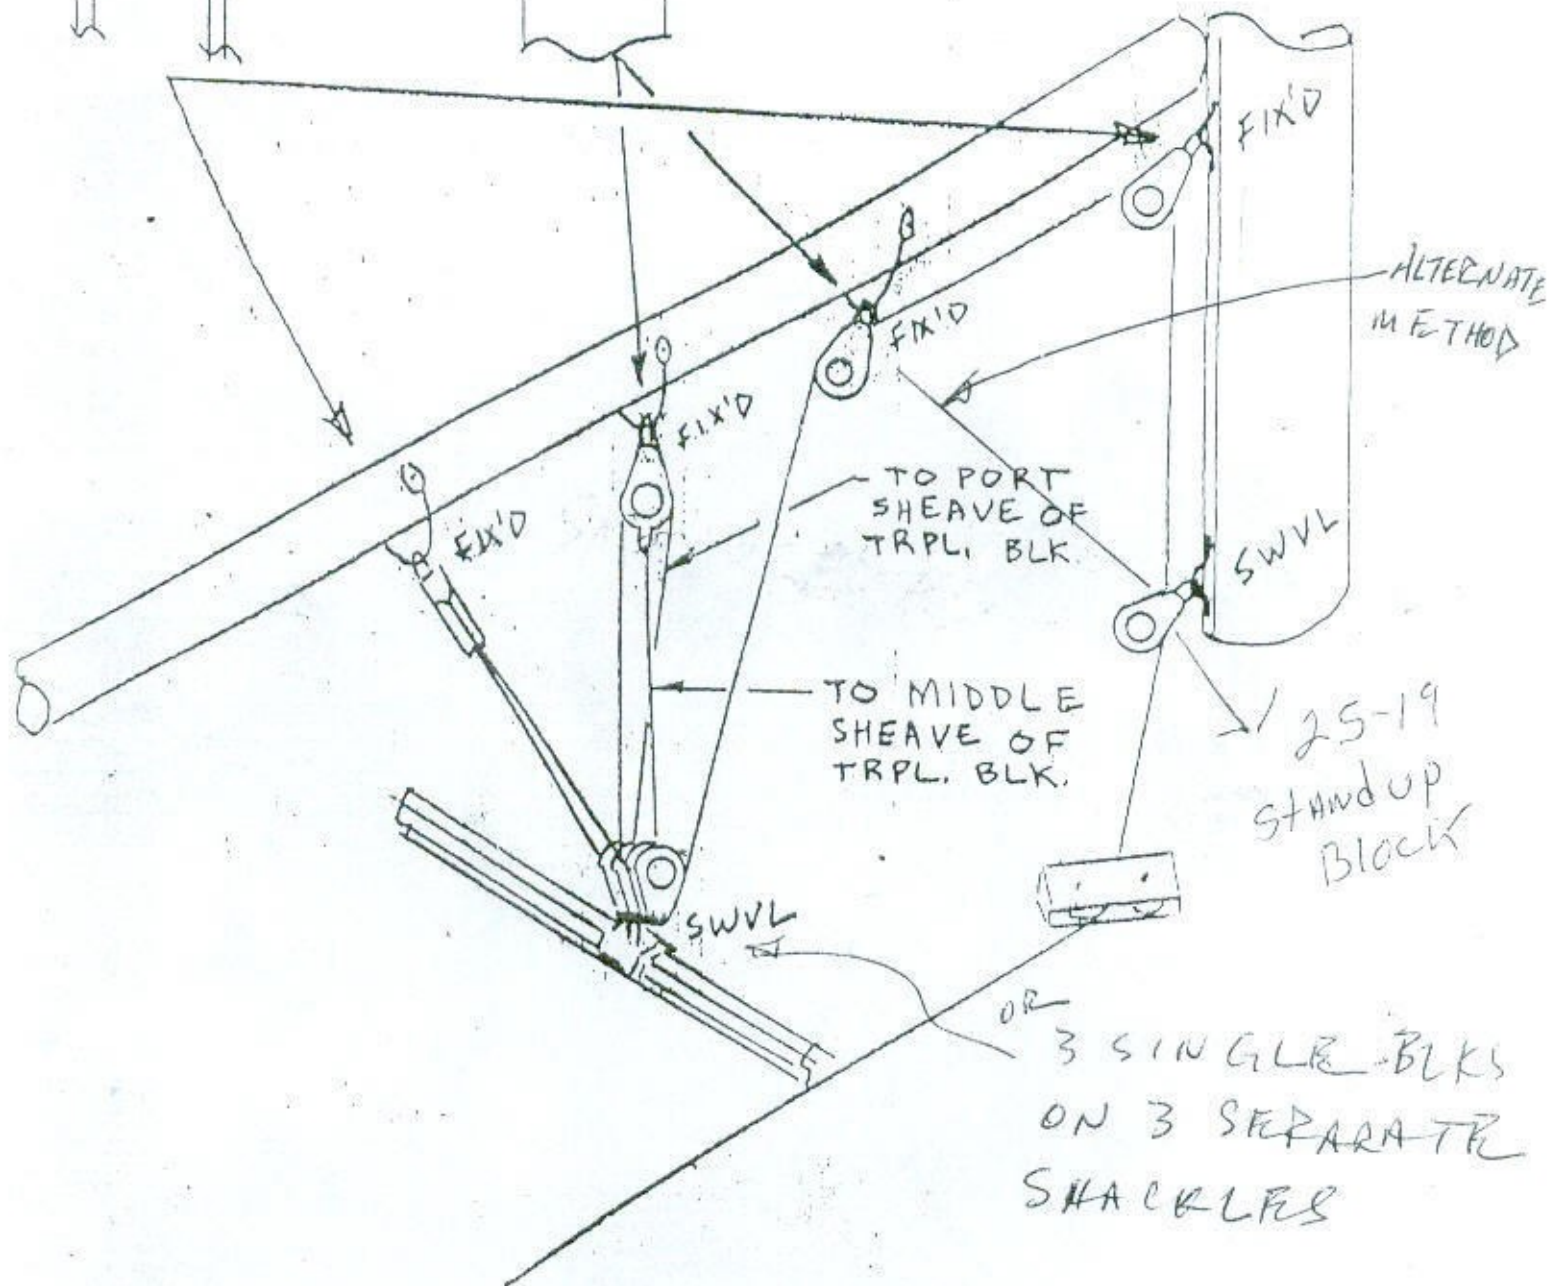 FIX'D
ALTERNATE
METHOD
FIX'D
FIX'D
TO PORT
SHEAVE OF
TRPL. BLK.
FIX'D
SWVL
TO MIDDLE
SHEAVE OF
TRPL. BLK.
25-19
Standup
Block
SWVL
OR
3 SINGLE BLKS
ON 3 SEPARATE
SHACKLES